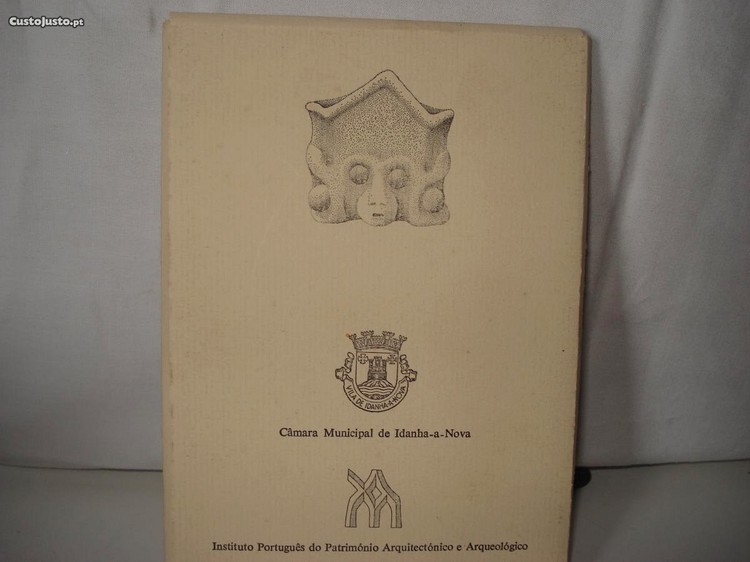 CustoJusto.pt
VILA DE IDANHA-A-NOVA
Câmara Municipal de Idanha-a-Nova
Instituto Português do Património Arquitectónico e Arqueológico